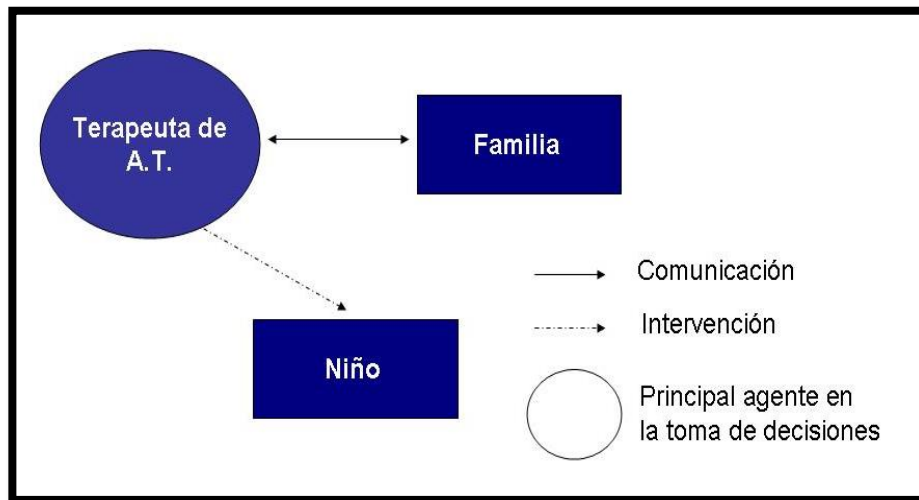 Terapeuta de
A.T.
Familia
Niño
Comunicación
Intervención
Principal agente en
la toma de decisiones